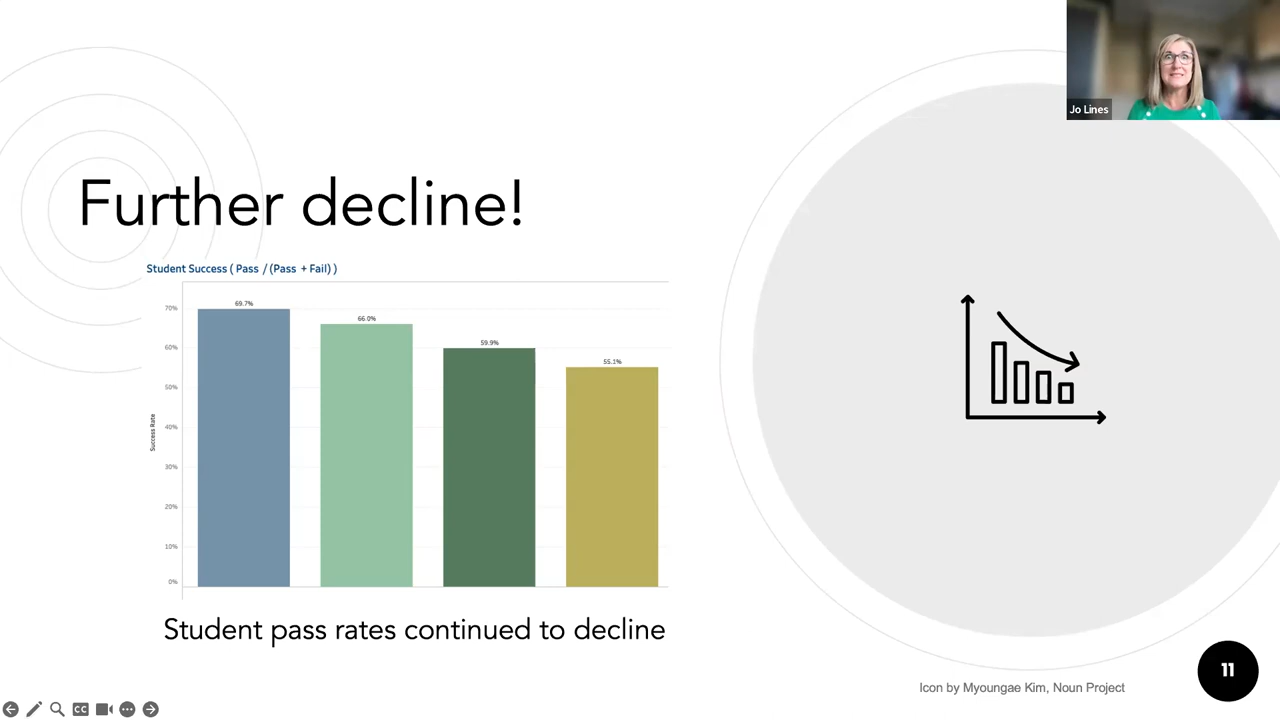 Jo Lines
Further decline!
Student Success ( Pass / (Pass + Fail) )
69.7%
66.0%
59.9%
55.1%
70%
60%
50%
40%
30%
20%
10%
0%
Success Rate
Student pass rates continued to decline
Icon by Myoungae Kim, Noun Project
11
CC